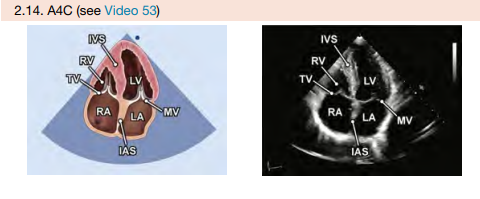 2.14. A4C (see Video 53)
IVS
RV
TV
LV
RA
LA
MV
IAS
IVS
RV
TV
LV
RA
LA
MV
IAS